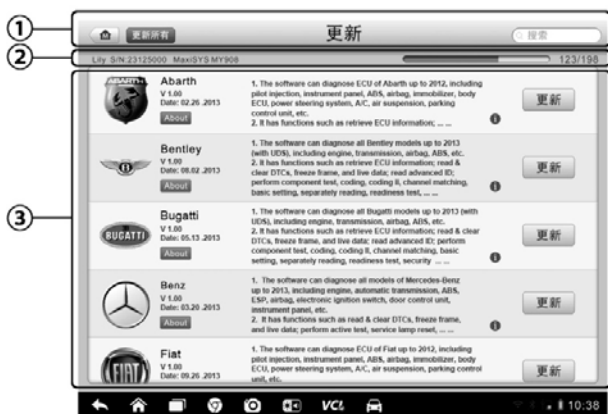 ①
更新所有
更新
搜索
②
Lily S/N:23125000 MaxiSYS MY908
123/198
③
ABARTH
Abarth
V 1.00
Date: 02.26 .2013
About
1. The software can diagnose ECU of Abarth up to 2012, including
pilot injection, instrument panel, ABS, airbag, immobilizer, body
ECU, power steering system, A/C, air suspension, parking
control unit, etc.
2. It has functions such as retrieve ECU information; ... ...
更新
Bentley
V 1.00
Date: 08.02 .2013
About
1. The software can diagnose all Bentley models up to 2013
(with UDS), including engine, transmission, airbag, ABS, etc.
2. It has functions such as retrieve ECU information; read &
clear DTCs, freeze frame, and live data; read advanced ID;
perform component test, coding, coding II, channel matching,
basic setting, separately reading, readiness test, ... ...
更新
BUGATTI
Bugatti
V 1.00
Date: 05.13 .2013
About
1. The software can diagnose all Bugatti models up to 2013 (with
UDS), including engine, transmission, airbag, ABS, etc.
2. It has functions such as retrieve ECU information; read & clear
DTCs, freeze frame, and live data; read advanced ID; perform
component test, coding, coding II, channel matching, basic
setting, separately reading, readiness test, security ... ...
更新
Benz
V 1.00
Date: 03.20 .2013
About
1. The software can diagnose all models of Mercedes-Benz
up to 2013, including engine, automatic transmission, ABS,
ESP, airbag, electronic ignition switch, door control unit,
instrument panel, etc.
2. It has functions such as read & clear DTCs, freeze frame,
and live data; perform active test, service lamp reset, ... ...
更新
FIAT
Fiat
V 1.00
Date: 09.26 .2013
1. The software can diagnose ECU of Fiat up to 2012, including
pilot injection, instrument panel, ABS, airbag, immobilizer, body
ECU, power steering system, A/C, air suspension, parking control
unit, etc.
更新
VCI
10:38